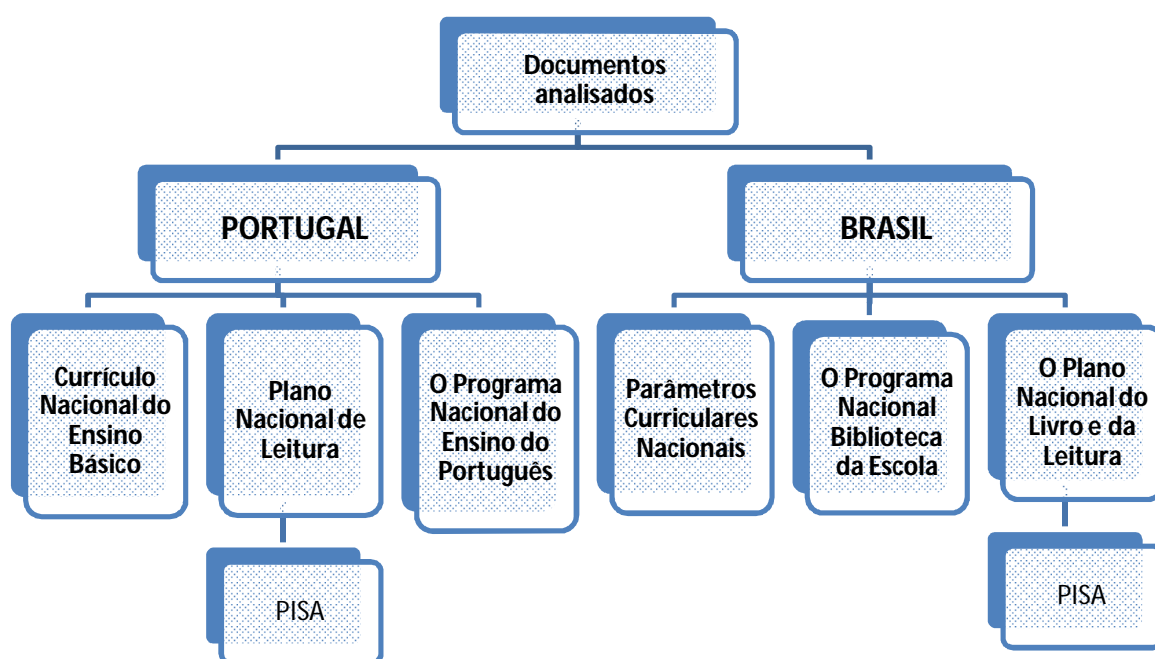 Documentos
analisados
PORTUGAL
BRASIL
Currículo
Nacional do
Ensino
Básico
Plano
Nacional de
Leitura
O Programa
Nacional do
Ensino do
Português
Parâmetros
Curriculares
Nacionais
O Programa
Nacional
Biblioteca
da Escola
O Plano
Nacional do
Livro e da
Leitura
PISA
PISA